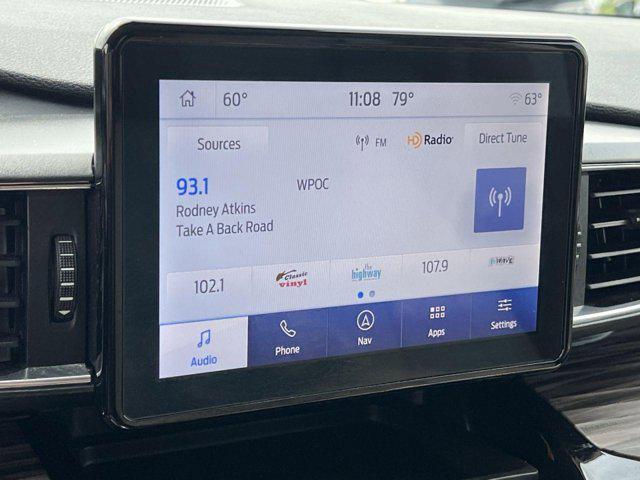 60° 11:08 79° 63°
Sources FM HD Radio Direct Tune
93.1 WPOC
Rodney Atkins
Take A Back Road
102.1 Classic vinyl the highway 107.9 WAVE
Audio Phone Nav Apps Settings